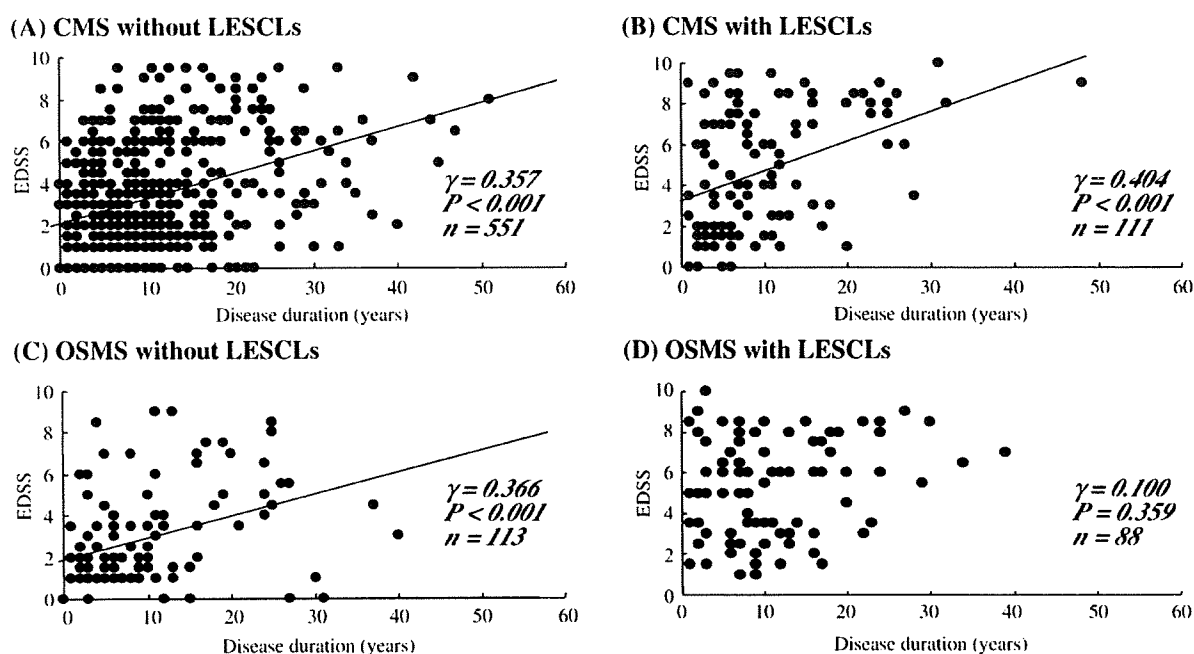 (A) CMS without LESCLs
10
8
6
4
2
0
EDSS
γ = 0.357
P < 0.001
n = 551
0 10 20 30 40 50 60
Disease duration (years)
(B) CMS with LESCLs
10
8
6
4
2
0
EDSS
γ = 0.404
P < 0.001
n = 111
0 10 20 30 40 50 60
Disease duration (years)
(C) OSMS without LESCLs
10
8
6
4
2
0
EDSS
γ = 0.366
P < 0.001
n = 113
0 10 20 30 40 50 60
Disease duration (years)
(D) OSMS with LESCLs
10
8
6
4
2
0
EDSS
γ = 0.100
P = 0.359
n = 88
0 10 20 30 40 50 60
Disease duration (years)